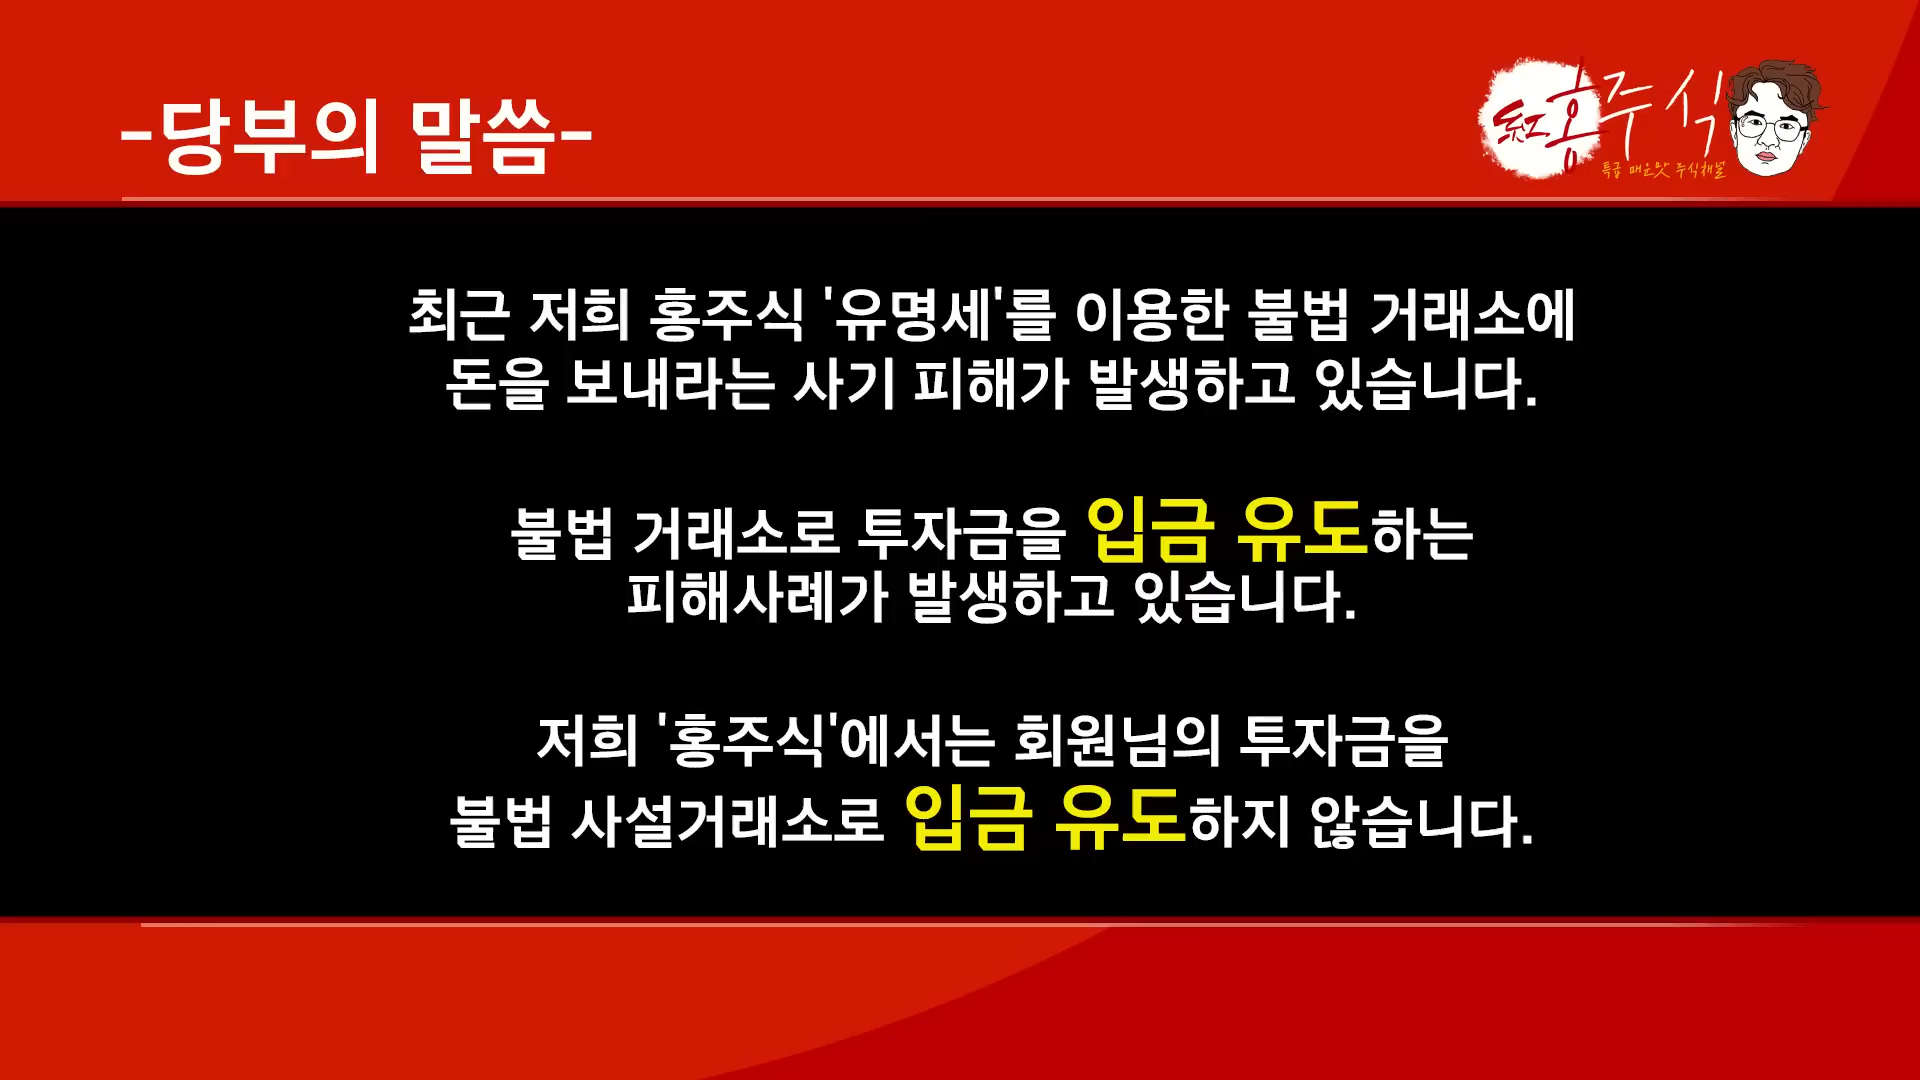 -당부의 말씀-
紅홍주식
특급 매운맛 주식채널
최근 저희 홍주식 '유명세'를 이용한 불법 거래소에
돈을 보내라는 사기 피해가 발생하고 있습니다.
불법 거래소로 투자금을 입금 유도하는
피해사례가 발생하고 있습니다.
저희 '홍주식'에서는 회원님의 투자금을
불법 사설거래소로 입금 유도하지 않습니다.